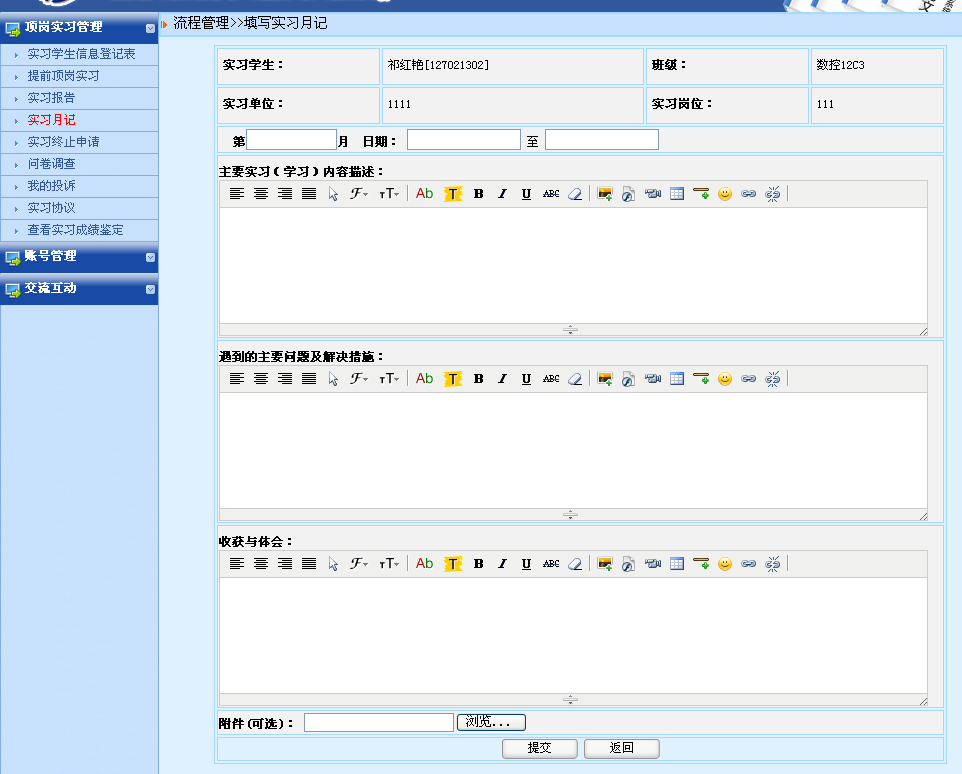 顶岗实习管理
实习学生信息登记表
提前顶岗实习
实习报告
实习月记
实习终止申请
问卷调查
我的投诉
实习协议
查看实习成绩鉴定
账号管理
交流互动
流程管理>>填写实习月记
实习学生： 祁红艳[127021302] 班级： 数控12C3
实习单位： 1111 实习岗位： 111
第 月 日期： 至
主要实习(学习)内容描述：
Ab T B I U ABC
遇到的主要问题及解决措施：
Ab T B I U ABC
收获与体会：
Ab T B I U ABC
附件(可选)： 浏览...
提交 返回